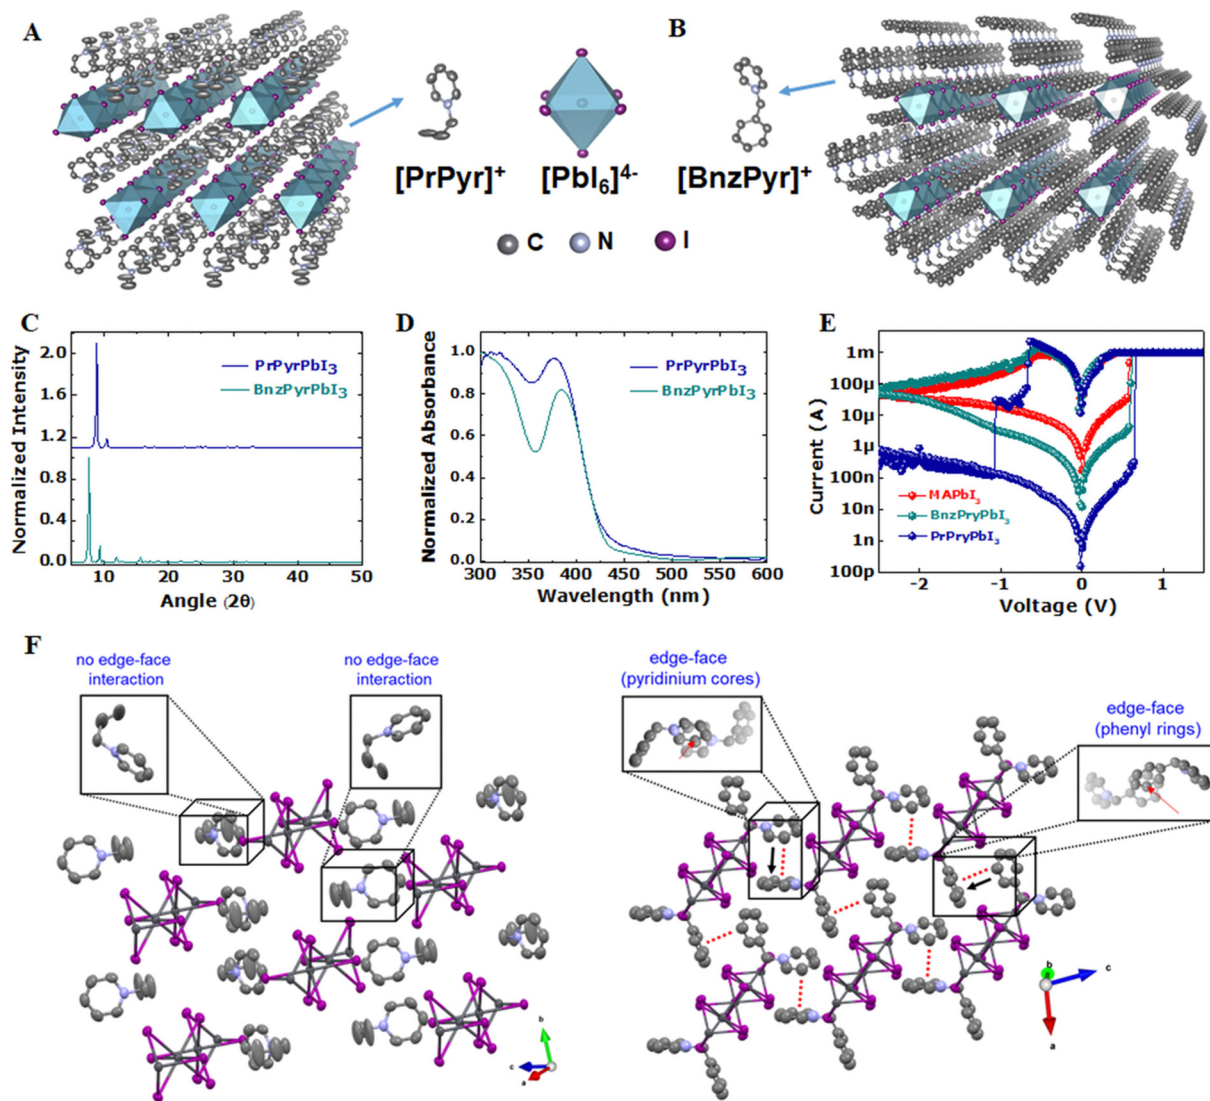 A
B
[PrPyr]+
[PbI6]4-
[BnzPyr]+
C
N
I
C
Normalized Intensity
2.0
1.6
1.2
0.8
0.4
0.0
PrPyrPbI3
BnzPyrPbI3
10
20
30
40
50
Angle (2θ)
D
Normalized Absorbance
1.0
0.8
0.6
0.4
0.2
0.0
PrPyrPbI3
BnzPyrPbI3
300
350
400
450
500
550
600
Wavelength (nm)
E
Current (A)
1m
100μ
10μ
1μ
100n
10n
1n
100p
MAPbI3
BnzPryPbI3
PrPryPbI3
-2
-1
0
1
Voltage (V)
F
no edge-face
interaction
no edge-face
interaction
edge-face
(pyridinium cores)
edge-face
(phenyl rings)
b
c
a
b
c
a